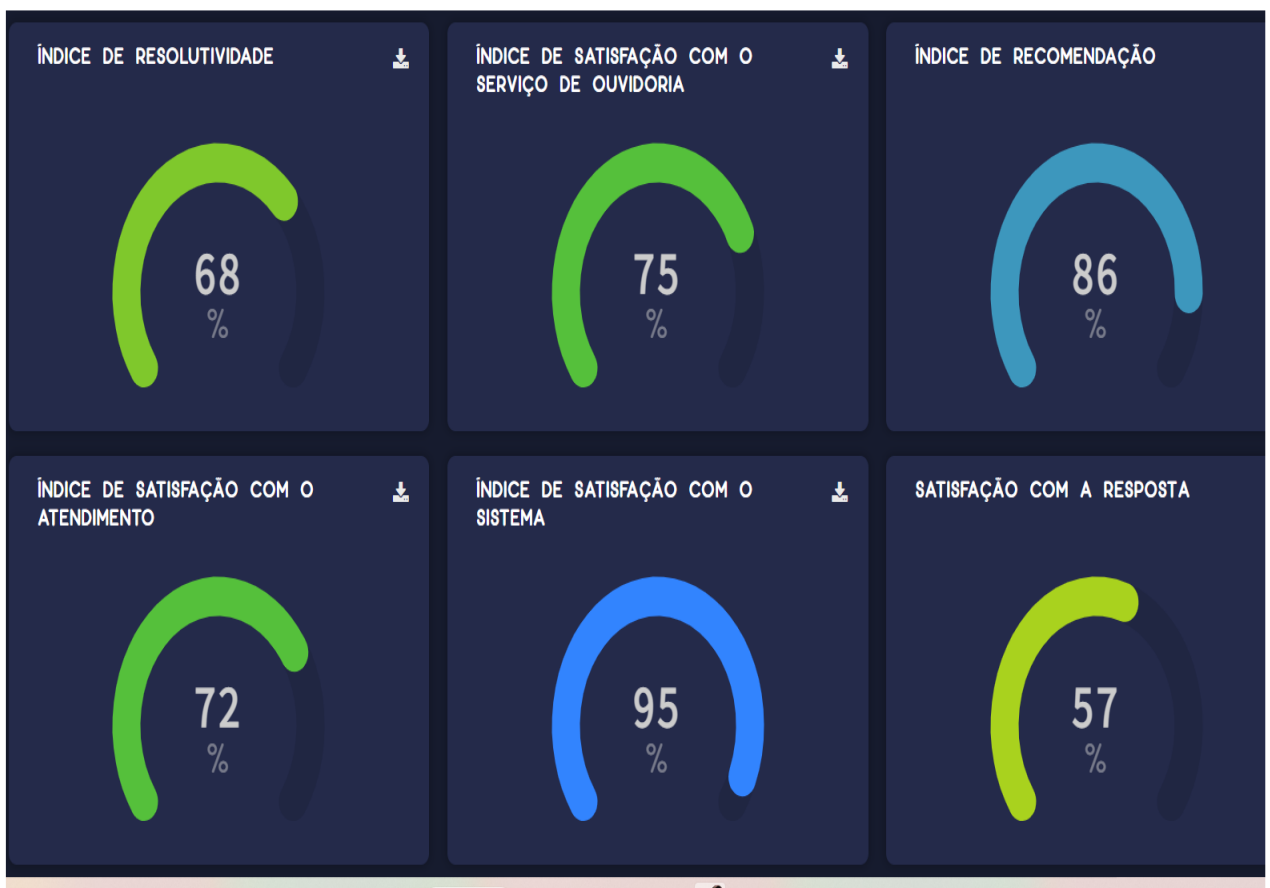 ÍNDICE DE RESOLUTIVIDADE
68
%
ÍNDICE DE SATISFAÇÃO COM O
SERVIÇO DE OUVIDORIA
75
%
ÍNDICE DE RECOMENDAÇÃO
86
%
ÍNDICE DE SATISFAÇÃO COM O
ATENDIMENTO
72
%
ÍNDICE DE SATISFAÇÃO COM O
SISTEMA
95
%
SATISFAÇÃO COM A RESPOSTA
57
%